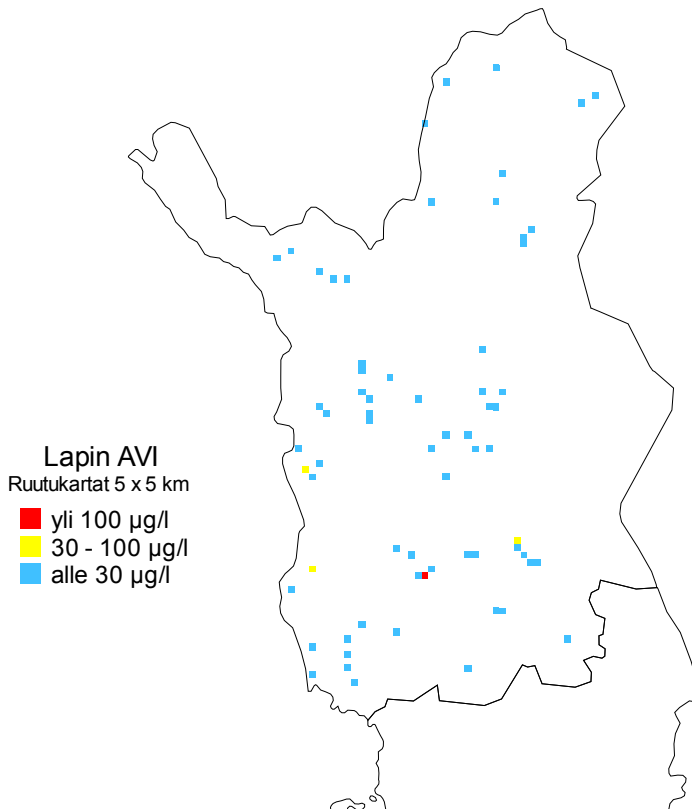 Lapin AVI
Ruutukartat 5 x 5 km
yli 100 µg/l
30 - 100 µg/l
alle 30 µg/l